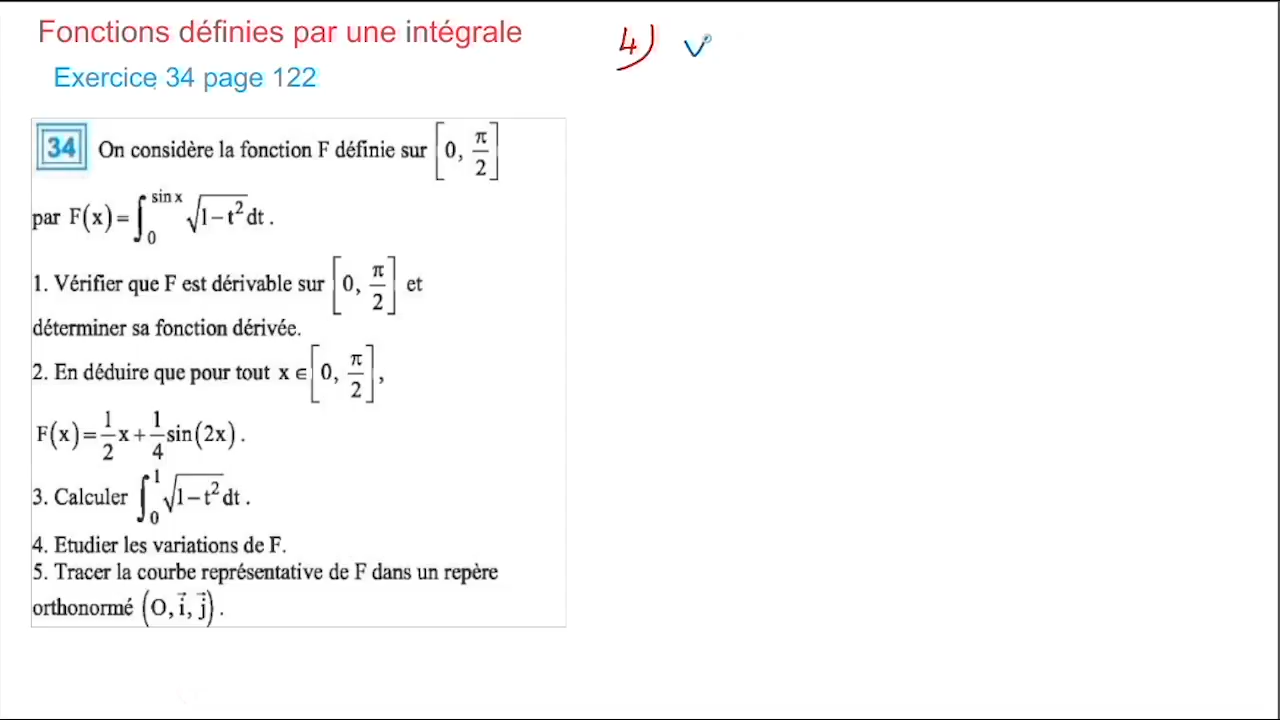 Fonctions définies par une intégrale
4) V
Exercice 34 page 122
34 On considère la fonction F définie sur [0, π/2]
par F(x) = ∫₀^{sin x} √(1−t²) dt .
1. Vérifier que F est dérivable sur [0, π/2] et
déterminer sa fonction dérivée.
2. En déduire que pour tout x ∈ [0, π/2],
F(x) = 1/2 x + 1/4 sin(2x) .
3. Calculer ∫₀^1 √(1−t²) dt .
4. Etudier les variations de F.
5. Tracer la courbe représentative de F dans un repère
orthonormé (O, i⃗, j⃗) .